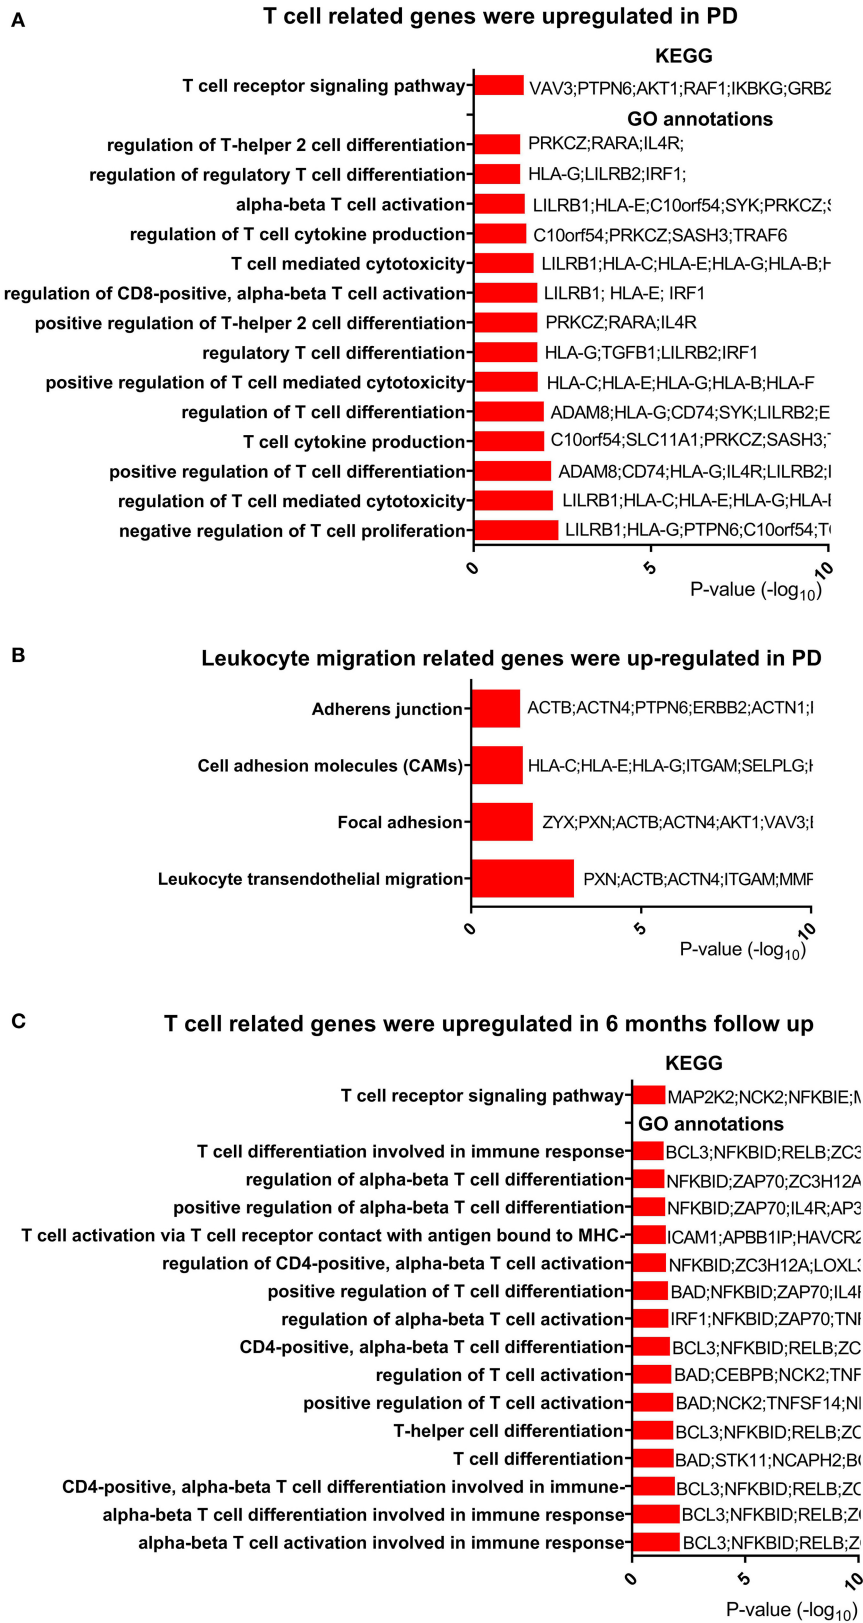 A
T cell related genes were upregulated in PD
KEGG
T cell receptor signaling pathway VAV3;PTPN6;AKT1;RAF1;IKBKG;GRB2
GO annotations
regulation of T-helper 2 cell differentiation PRKCZ;RARA;IL4R;
regulation of regulatory T cell differentiation HLA-G;LILRB2;IRF1;
alpha-beta T cell activation LILRB1;HLA-E;C10orf54;SYK;PRKCZ;
regulation of T cell cytokine production C10orf54;PRKCZ;SASH3;TRAF6
T cell mediated cytotoxicity LILRB1;HLA-C;HLA-E;HLA-G;HLA-B;
regulation of CD8-positive, alpha-beta T cell activation LILRB1; HLA-E; IRF1
positive regulation of T-helper 2 cell differentiation PRKCZ;RARA;IL4R
regulatory T cell differentiation HLA-G;TGFB1;LILRB2;IRF1
positive regulation of T cell mediated cytotoxicity HLA-C;HLA-E;HLA-G;HLA-B;HLA-F
regulation of T cell differentiation ADAM8;HLA-G;CD74;SYK;LILRB2;E
T cell cytokine production C10orf54;SLC11A1;PRKCZ;SASH3;
positive regulation of T cell differentiation ADAM8;CD74;HLA-G;IL4R;LILRB2;
regulation of T cell mediated cytotoxicity LILRB1;HLA-C;HLA-E;HLA-G;HLA-
negative regulation of T cell proliferation LILRB1;HLA-G;PTPN6;C10orf54;T
0 5 10
P-value (-log10)
B
Leukocyte migration related genes were up-regulated in PD
Adherens junction ACTB;ACTN4;PTPN6;ERBB2;ACTN1;
Cell adhesion molecules (CAMs) HLA-C;HLA-E;HLA-G;ITGAM;SELPLG;
Focal adhesion ZYX;PXN;ACTB;ACTN4;AKT1;VAV3;
Leukocyte transendothelial migration PXN;ACTB;ACTN4;ITGAM;MM
0 5 10
P-value (-log10)
C
T cell related genes were upregulated in 6 months follow up
KEGG
T cell receptor signaling pathway MAP2K2;NCK2;NFKBIE;
GO annotations
T cell differentiation involved in immune response BCL3;NFKBID;RELB;ZC3
regulation of alpha-beta T cell differentiation NFKBID;ZAP70;ZC3H12A
positive regulation of alpha-beta T cell differentiation NFKBID;ZAP70;IL4R;AP3
T cell activation via T cell receptor contact with antigen bound to MHC- ICAM1;APBB1IP;HAVCR2
regulation of CD4-positive, alpha-beta T cell activation NFKBID;ZC3H12A;LOXL3
positive regulation of T cell differentiation BAD;NFKBID;ZAP70;IL4
regulation of alpha-beta T cell activation IRF1;NFKBID;ZAP70;TN
CD4-positive, alpha-beta T cell differentiation BCL3;NFKBID;RELB;ZC
regulation of T cell activation BAD;CEBPB;NCK2;TNF
positive regulation of T cell activation BAD;NCK2;TNFSF14;N
T-helper cell differentiation BCL3;NFKBID;RELB;ZC
T cell differentiation BAD;STK11;NCAPH2;B
CD4-positive, alpha-beta T cell differentiation involved in immune- BCL3;NFKBID;RELB;ZC
alpha-beta T cell differentiation involved in immune response BCL3;NFKBID;RELB;Z
alpha-beta T cell activation involved in immune response BCL3;NFKBID;RELB;Z
0 5 10
P-value (-log10)